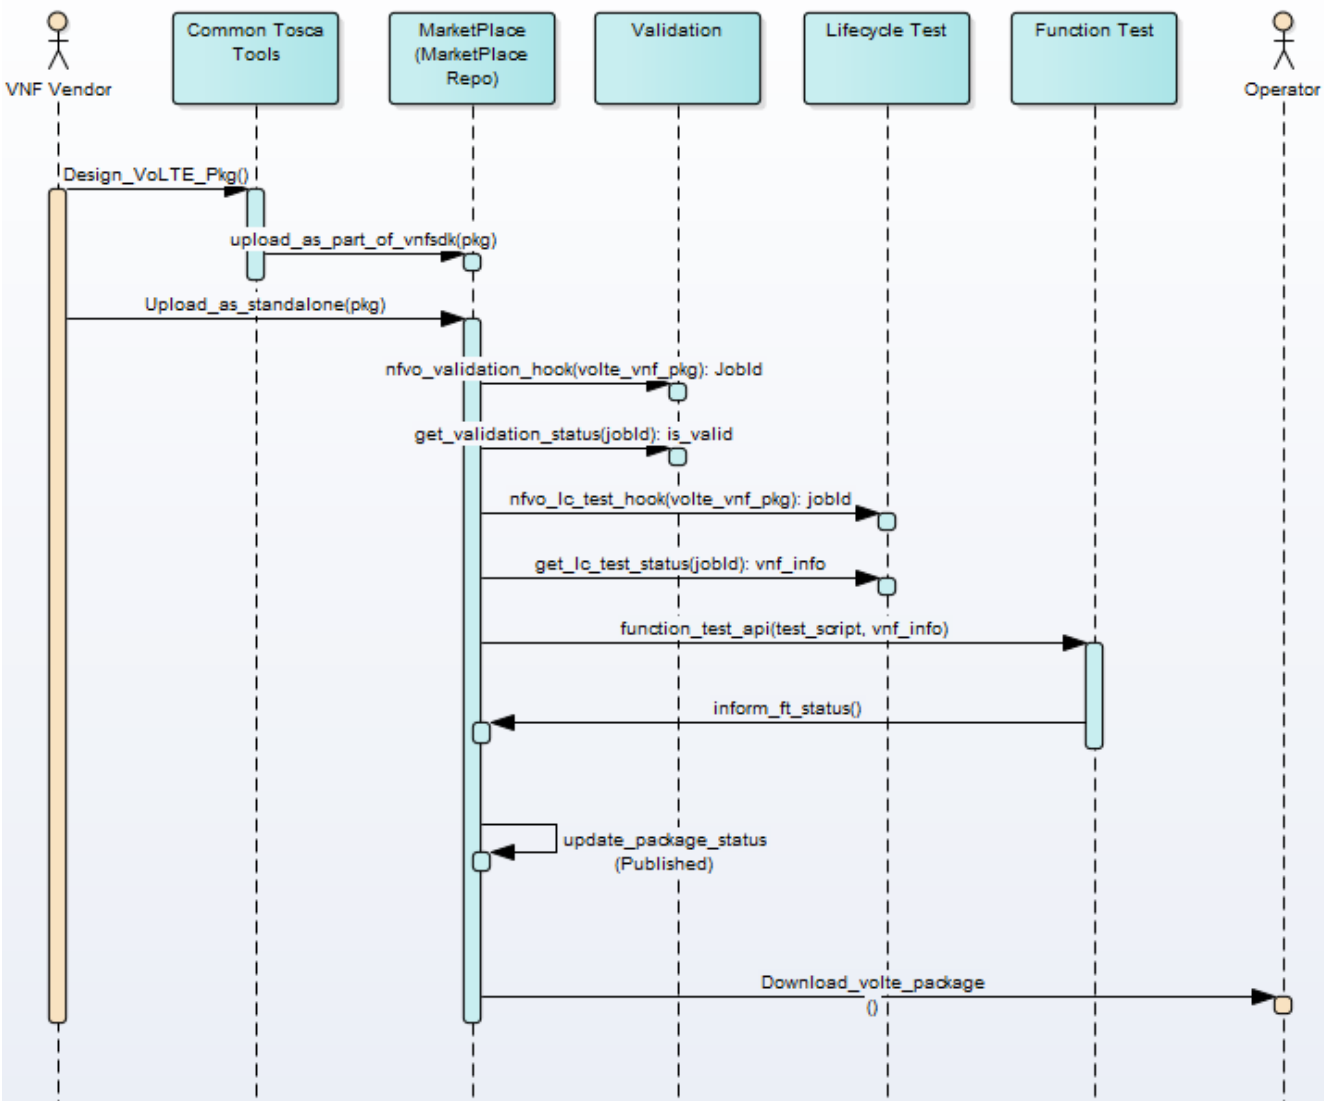 VNF Vendor
Common Tosca
Tools
MarketPlace
(MarketPlace
Repo)
Validation
Lifecycle Test
Function Test
Operator
Design_VoLTE_Pkg()
upload_as_part_of_vnfsdk(pkg)
Upload_as_standalone(pkg)
nfvo_validation_hook(volte_vnf_pkg): JobId
get_validation_status(jobId): is_valid
nfvo_lc_test_hook(volte_vnf_pkg): jobId
get_lc_test_status(jobId): vnf_info
function_test_api(test_script, vnf_info)
inform_ft_status()
update_package_status
(Published)
Download_volte_package
()